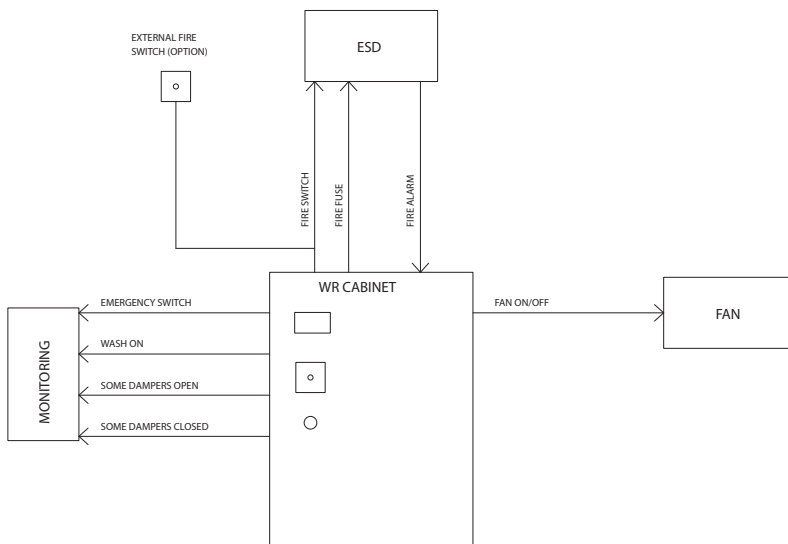 EXTERNAL FIRE
SWITCH (OPTION)
ESD
FIRE SWITCH
FIRE FUSE
FIRE ALARM
WR CABINET
EMERGENCY SWITCH
FAN ON/OFF
FAN
WASH ON
MONITORING
SOME DAMPERS OPEN
SOME DAMPERS CLOSED